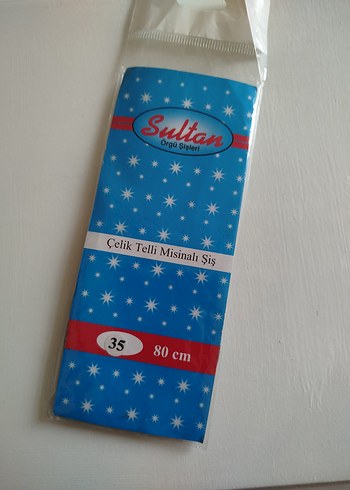 Sultan
Örgü Şişleri
Çelik Telli Misinalı Şiş
35 80 cm